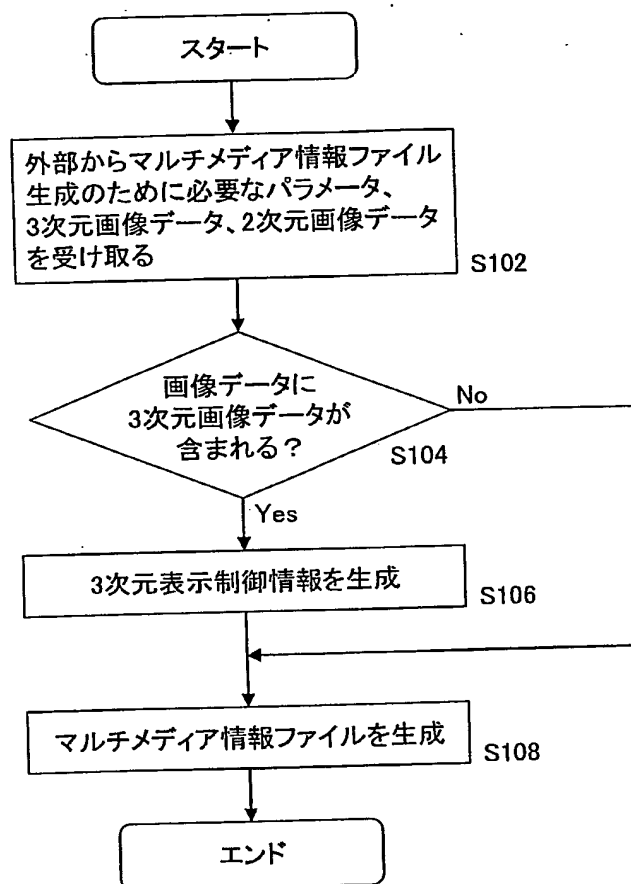 スタート
外部からマルチメディア情報ファイル
生成のために必要なパラメータ、
3次元画像データ、2次元画像データ
を受け取る
S102
画像データに
3次元画像データが
含まれる?
No
S104
Yes
3次元表示制御情報を生成
S106
マルチメディア情報ファイルを生成
S108
エンド